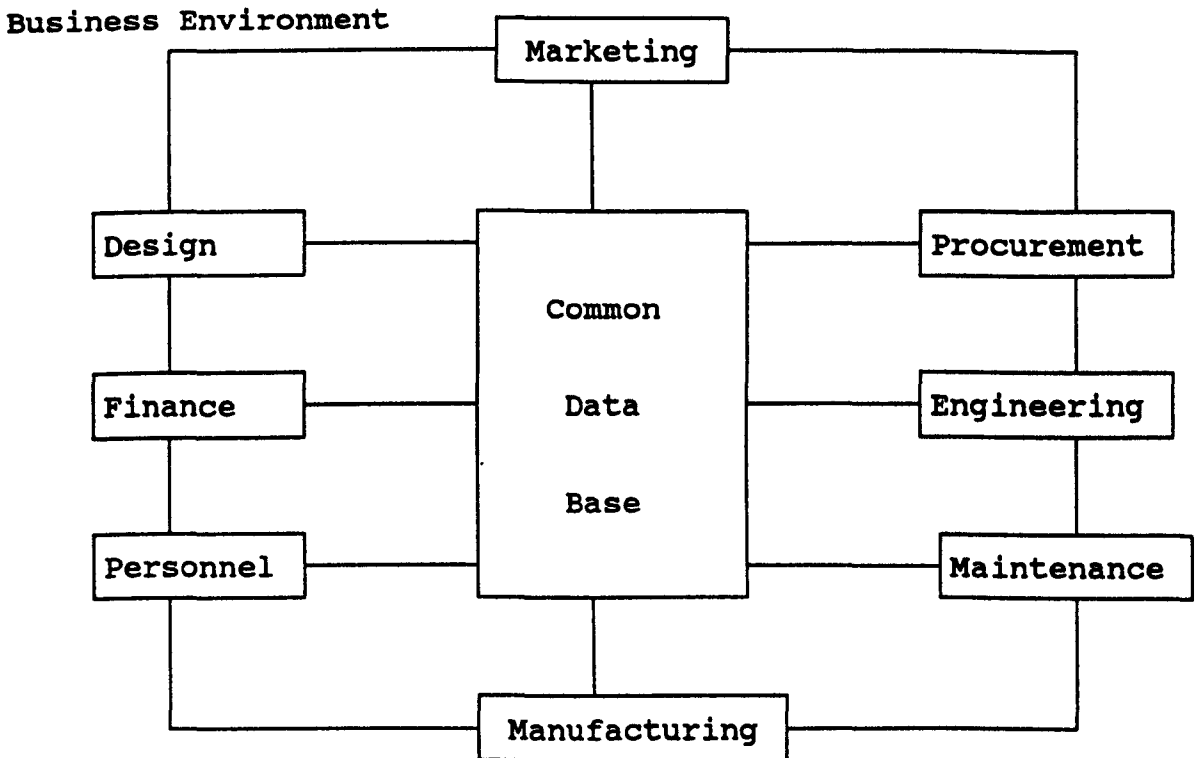 Business Environment
Marketing
Design
Procurement
Common
Finance
Data
Engineering
Base
Personnel
Maintenance
Manufacturing